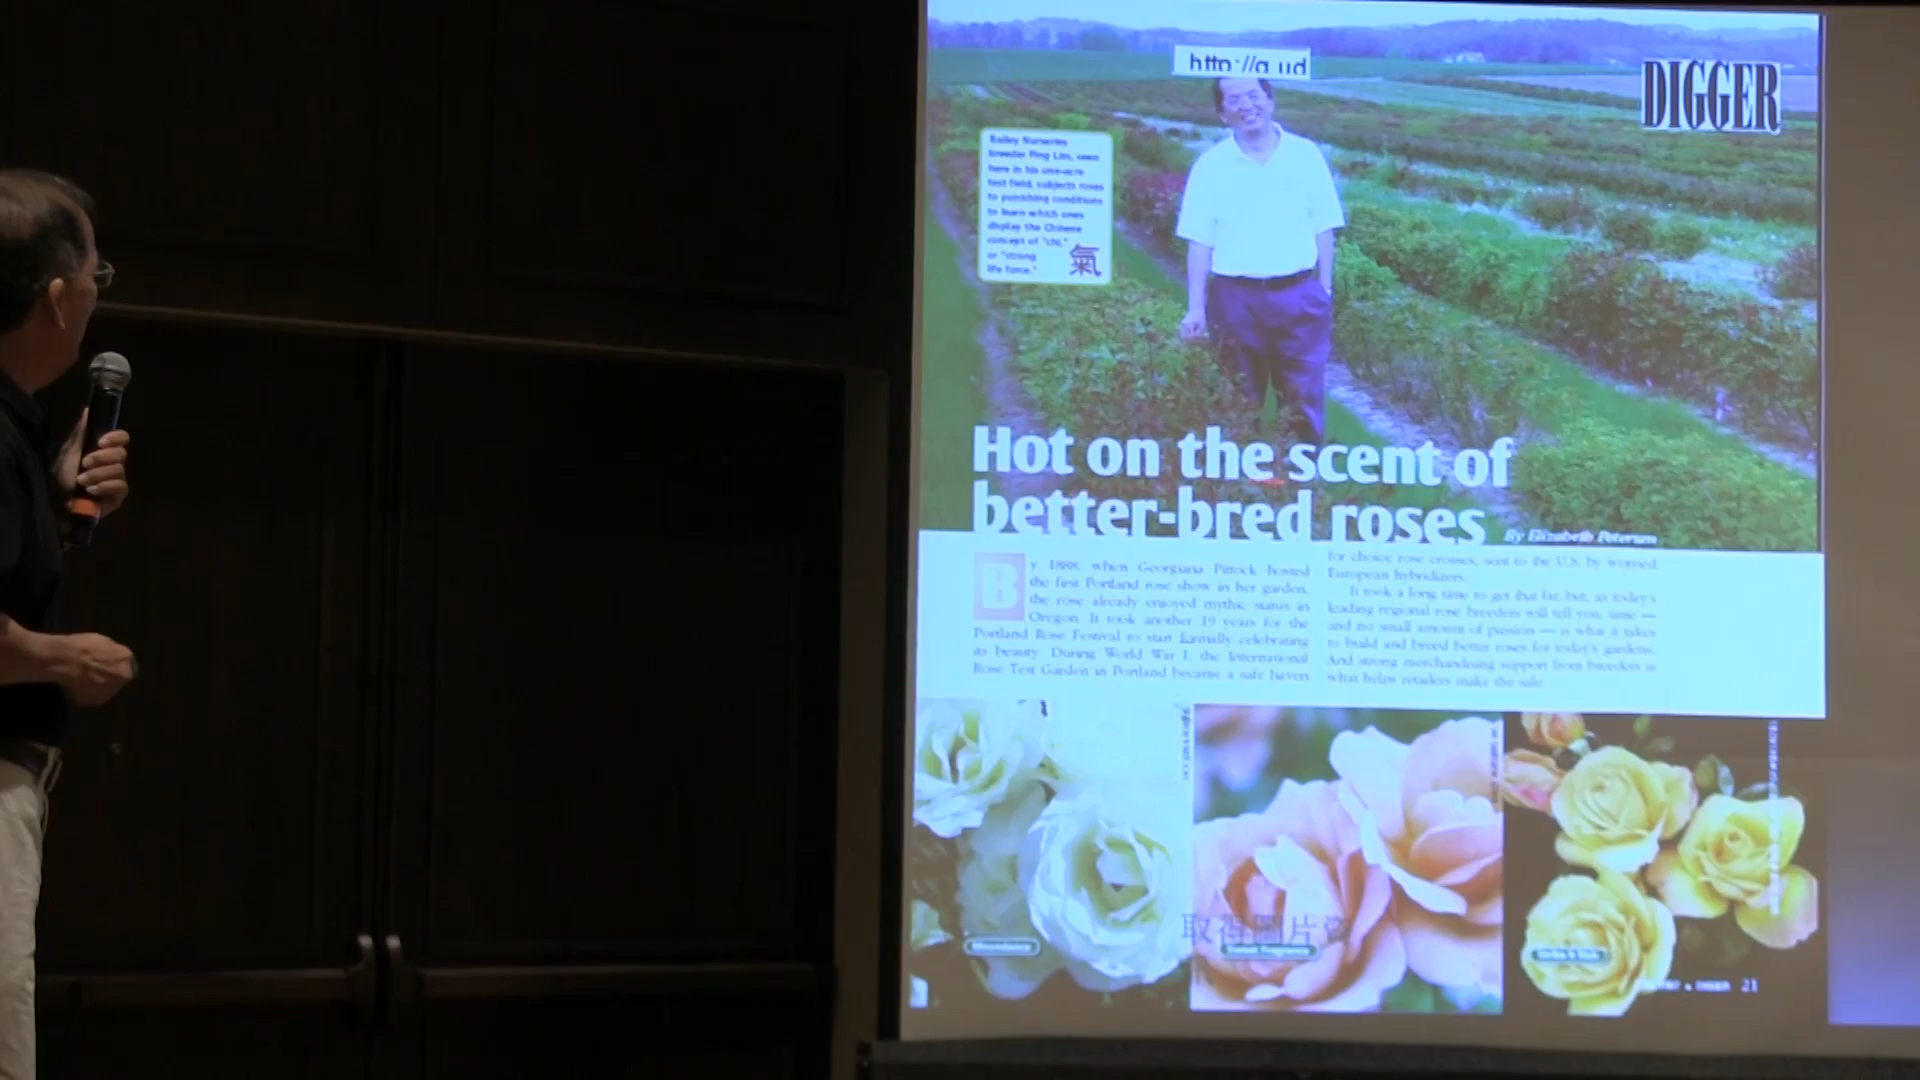 http://g.ud
DIGGER
Bailey Nurseries
breeder Ping Lim, seen
here in his one-acre
test field, subjects roses
to punishing conditions
to learn which ones
display the Chinese
concept of "chi,"
or "strong
life force."
氣
Hot on the scent of
better-bred roses
By Elizabeth Petersen
By 1888, when Georgiana Pittock hosted
the first Portland rose show in her garden,
the rose already enjoyed mythic status in
Oregon. It took another 19 years for the
Portland Rose Festival to start formally celebrating
its beauty. During World War I, the International
Rose Test Garden in Portland became a safe haven
for choice rose crosses, sent to the U.S. by worried
European hybridizers.
It took a long time to get that far, but, as today's
leading regional rose breeders will tell you, time —
and no small amount of passion — is what it takes
to build and breed better roses for today's gardens.
And strong merchandising support from breeders is
what helps retailers make the sale.
Moondance
取得圖片資
Sweet Fragrance
Strike It Rich
DIGGER 21